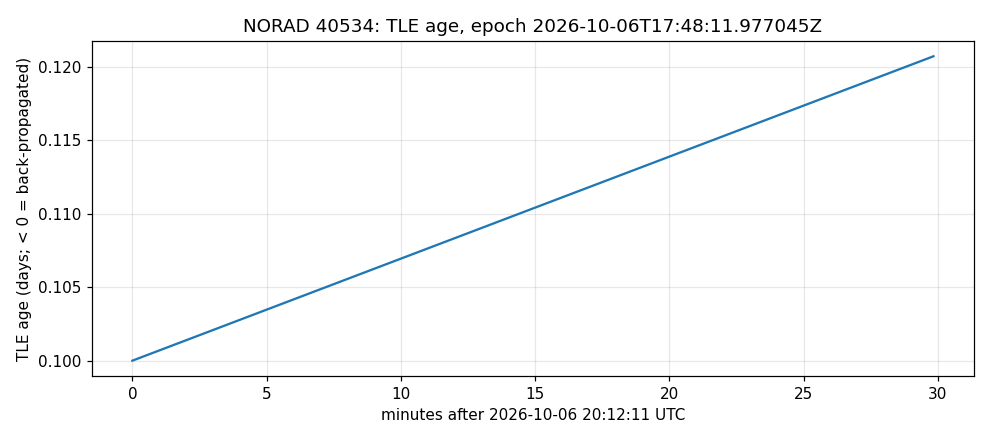 NORAD 40534: TLE age, epoch 2026-10-06T17:48:11.977045Z
TLE age (days; < 0 = back-propagated)
0.120
0.115
0.110
0.105
0.100
0 5 10 15 20 25 30
minutes after 2026-10-06 20:12:11 UTC